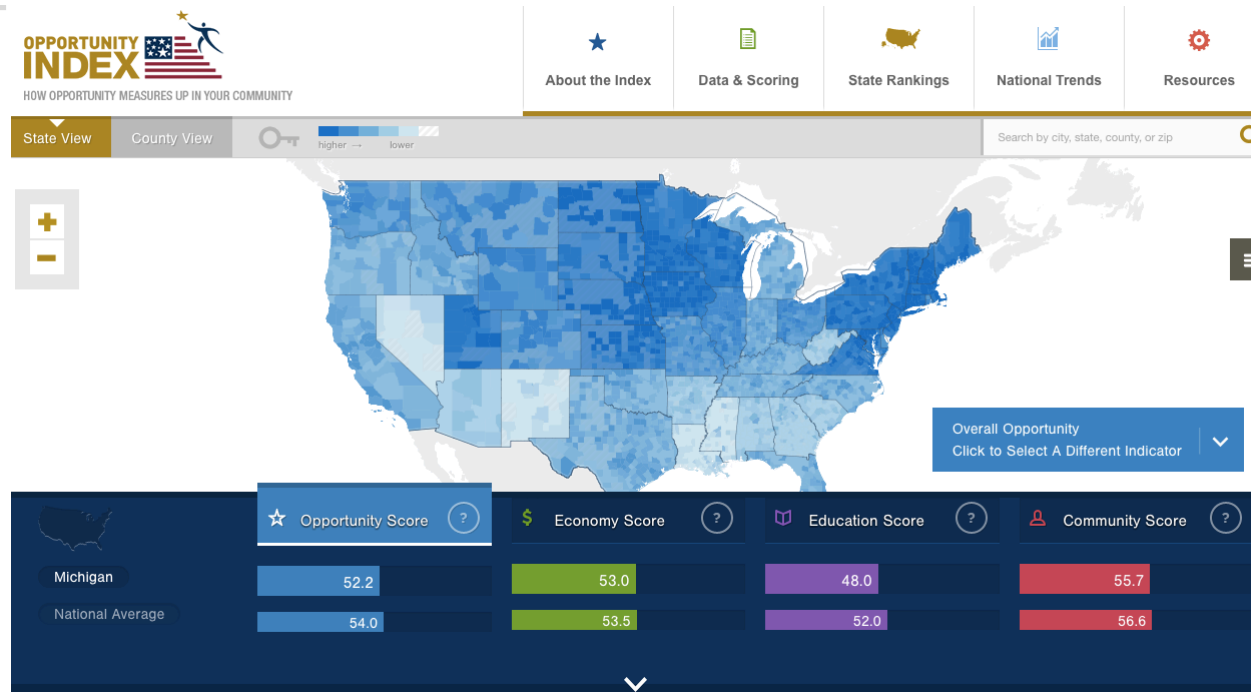 OPPORTUNITY
INDEX
HOW OPPORTUNITY MEASURES UP IN YOUR COMMUNITY
About the Index
Data & Scoring
State Rankings
National Trends
Resources
State View
County View
higher →
lower
Search by city, state, county, or zip
Overall Opportunity
Click to Select A Different Indicator
Opportunity Score ?
$ Economy Score ?
Education Score ?
Community Score ?
Michigan
52.2
53.0
48.0
55.7
National Average
54.0
53.5
52.0
56.6